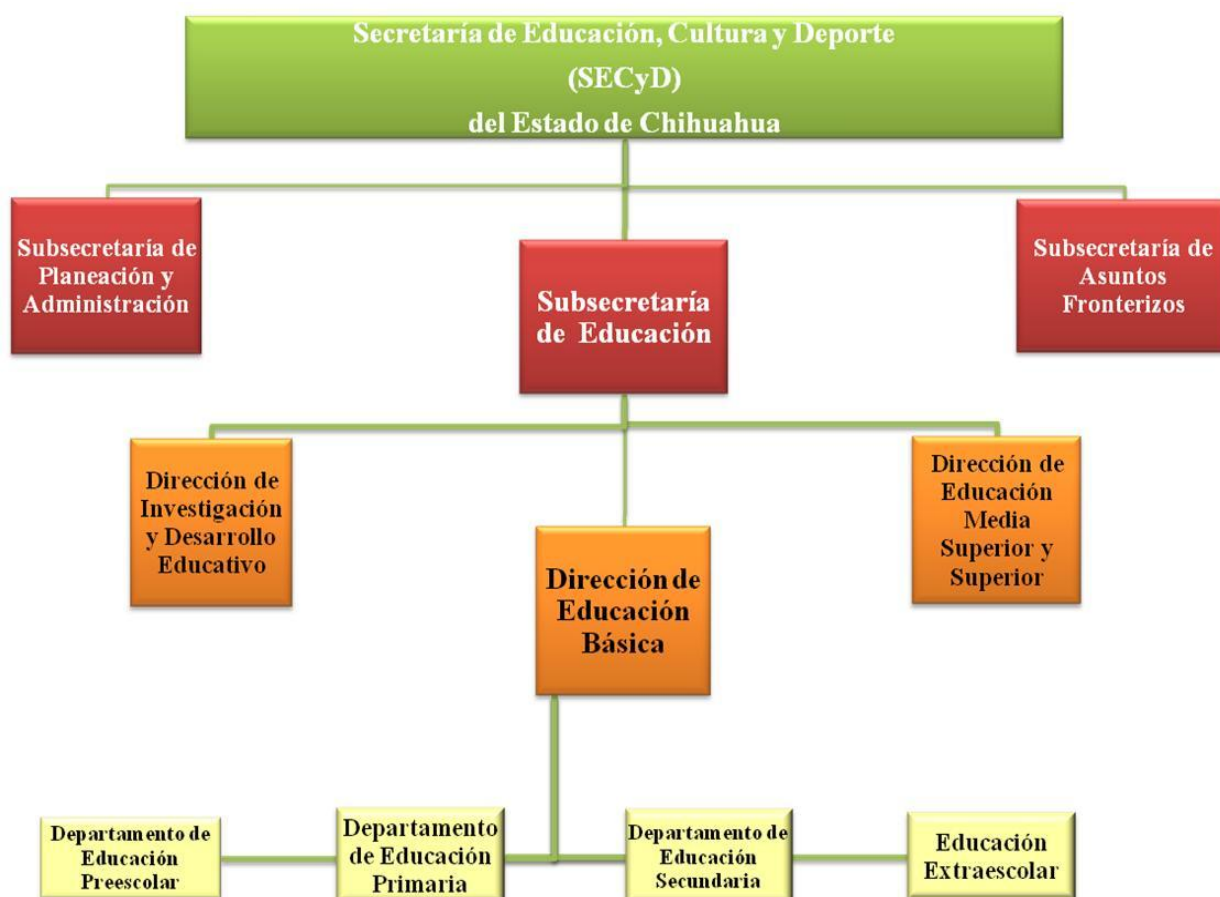 Secretaría de Educación, Cultura y Deporte
(SECyD)
del Estado de Chihuahua
Subsecretaría de
Planeación y
Administración
Subsecretaría
de Educación
Subsecretaría de
Asuntos
Fronterizos
Dirección de
Investigación
y Desarrollo
Educativo
Dirección de
Educación
Básica
Dirección de
Educación
Media
Superior y
Superior
Departamento de
Educación
Preescolar
Departamento
de Educación
Primaria
Departamento de
Educación
Secundaria
Educación
Extraescolar